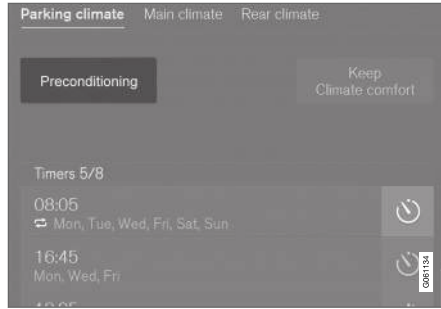 Parking climate Main climate Rear climate
Preconditioning
Keep
Climate comfort
Timers 5/8
08:05
Mon, Tue, Wed, Fri, Sat, Sun
16:45
Mon, Wed, Fri
G061134